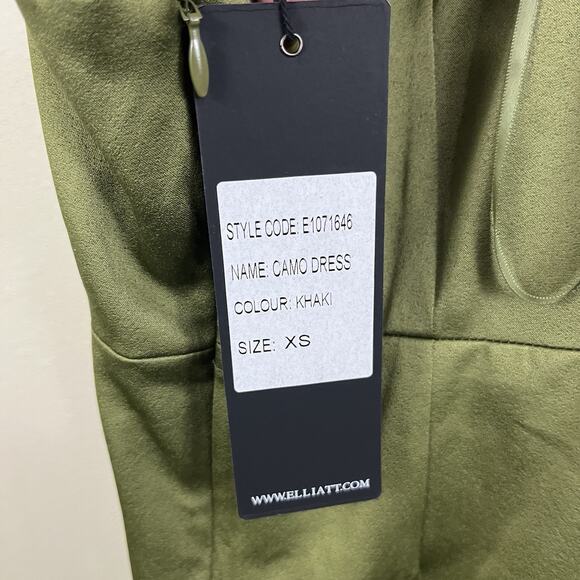 STYLE CODE: E1071646
NAME: CAMO DRESS
COLOUR: KHAKI
SIZE: XS
WWW.ELLIATT.COM